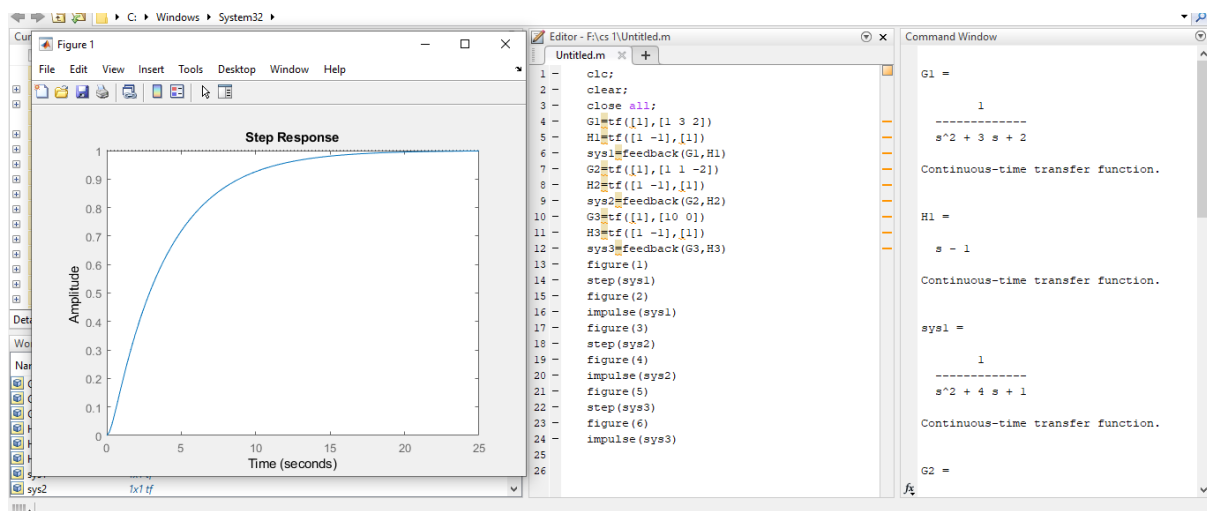 C: ▸ Windows ▸ System32 ▸
Cur
Figure 1
File Edit View Insert Tools Desktop Window Help
Step Response
Amplitude
1
0.9
0.8
0.7
0.6
0.5
0.4
0.3
0.2
0.1
0
0 5 10 15 20 25
Time (seconds)
Deta
Wo
Nar
sys2 1x1 tf
Editor - F:\cs 1\Untitled.m
Untitled.m
1 - clc;
2 - clear;
3 - close all;
4 - G1=tf([1],[1 3 2])
5 - H1=tf([1 -1],[1])
6 - sys1=feedback(G1,H1)
7 - G2=tf([1],[1 1 -2])
8 - H2=tf([1 -1],[1])
9 - sys2=feedback(G2,H2)
10 - G3=tf([1],[10 0])
11 - H3=tf([1 -1],[1])
12 - sys3=feedback(G3,H3)
13 - figure(1)
14 - step(sys1)
15 - figure(2)
16 - impulse(sys1)
17 - figure(3)
18 - step(sys2)
19 - figure(4)
20 - impulse(sys2)
21 - figure(5)
22 - step(sys3)
23 - figure(6)
24 - impulse(sys3)
25
26
Command Window
G1 =
1
-------------
s^2 + 3 s + 2
Continuous-time transfer function.
H1 =
s - 1
Continuous-time transfer function.
sys1 =
1
-------------
s^2 + 4 s + 1
Continuous-time transfer function.
G2 =
fx